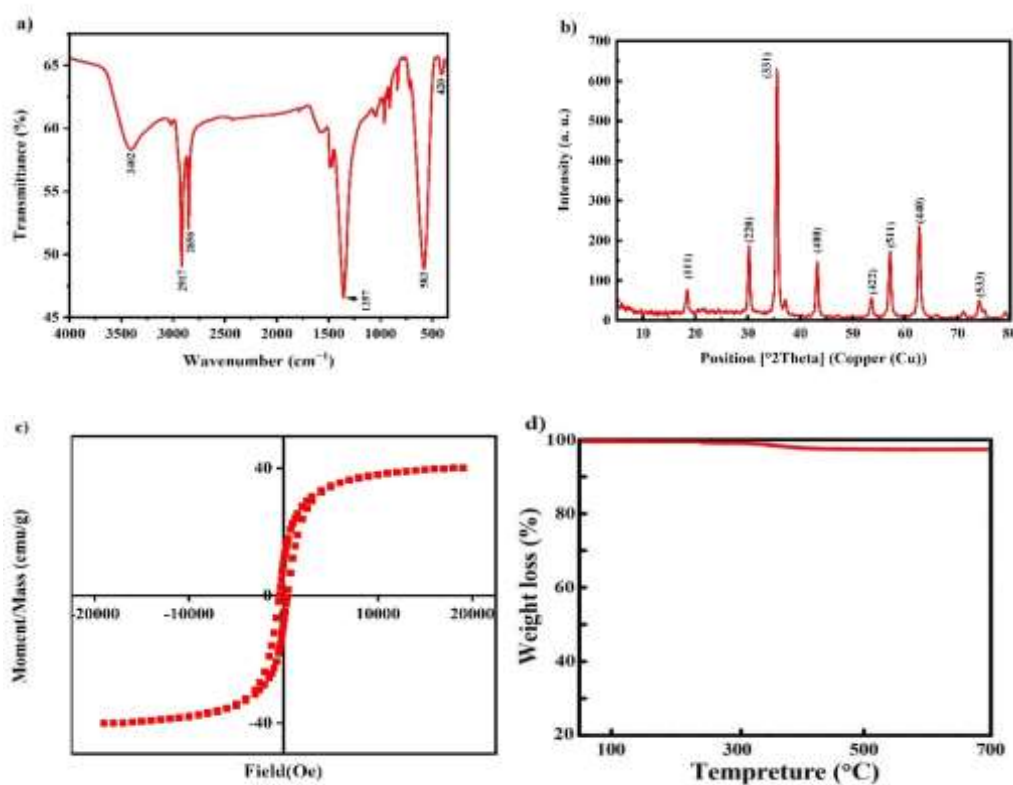 a)
Transmittance (%)
65
60
55
50
45
3402
2917
2850
1357
583
420
4000 3500 3000 2500 2000 1500 1000 500
Wavenumber (cm⁻¹)
b)
Intensity (a. u.)
700
600
500
400
300
200
100
0
(111)
(220)
(331)
(400)
(422)
(511)
(440)
(533)
10 20 30 40 50 60 70 80
Position [°2Theta] (Copper (Cu))
c)
Moment/Mass (emu/g)
40
0
-40
-20000 -10000 10000 20000
Field(Oe)
d)
Weight loss (%)
100
80
60
40
20
100 300 500 700
Tempreture (°C)